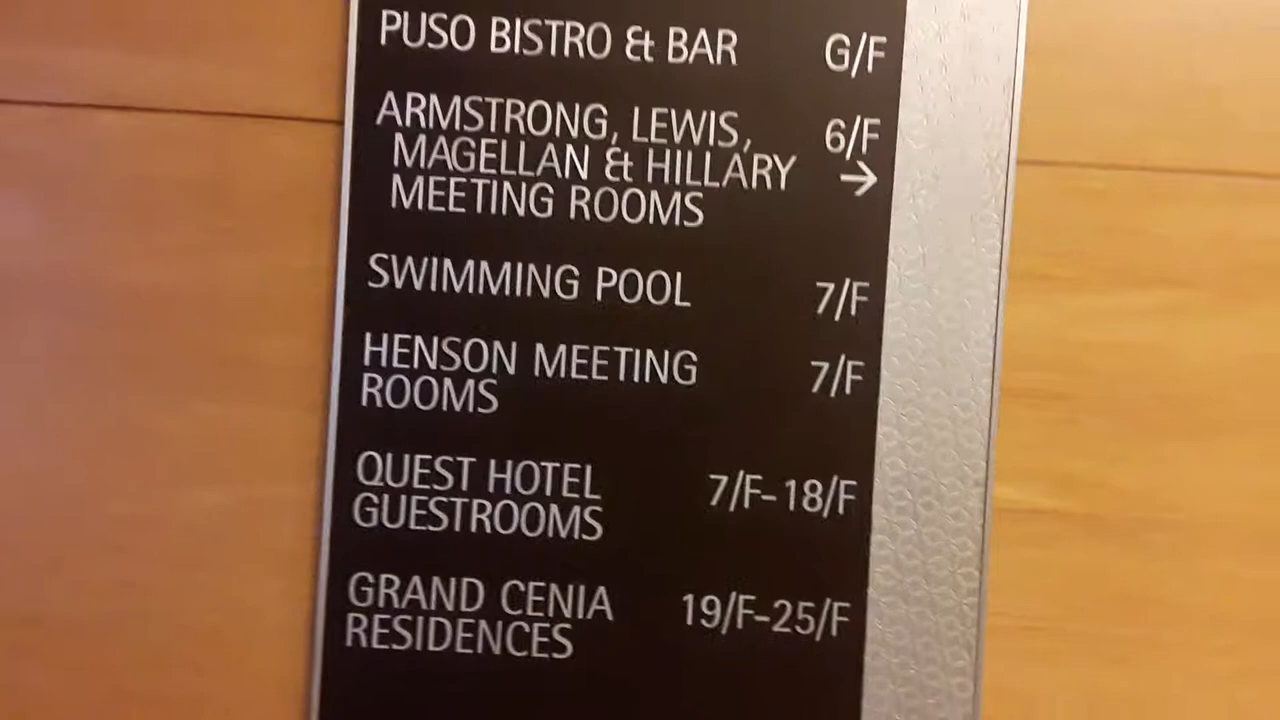 PUSO BISTRO & BAR G/F
ARMSTRONG, LEWIS, 6/F
MAGELLAN & HILLARY →
MEETING ROOMS
SWIMMING POOL 7/F
HENSON MEETING 7/F
ROOMS
QUEST HOTEL 7/F-18/F
GUESTROOMS
GRAND CENIA 19/F-25/F
RESIDENCES